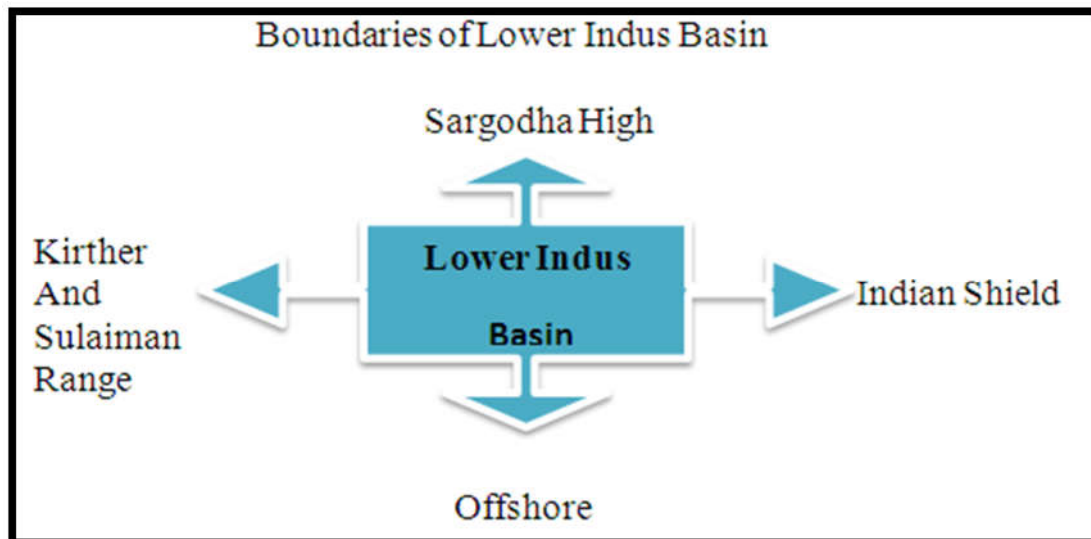 Boundaries of Lower Indus Basin
Sargodha High
Kirther
And
Sulaiman
Range
Lower Indus
Basin
Indian Shield
Offshore